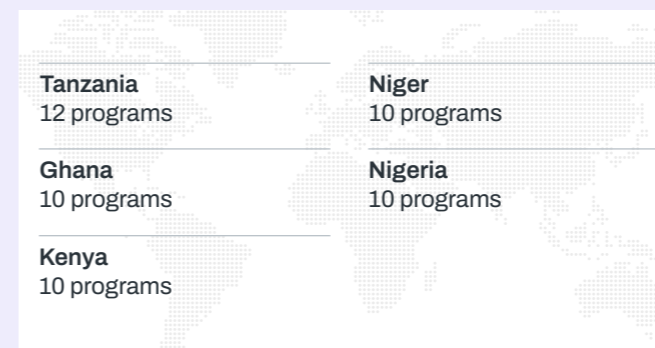 Tanzania
12 programs
Ghana
10 programs
Kenya
10 programs
Niger
10 programs
Nigeria
10 programs